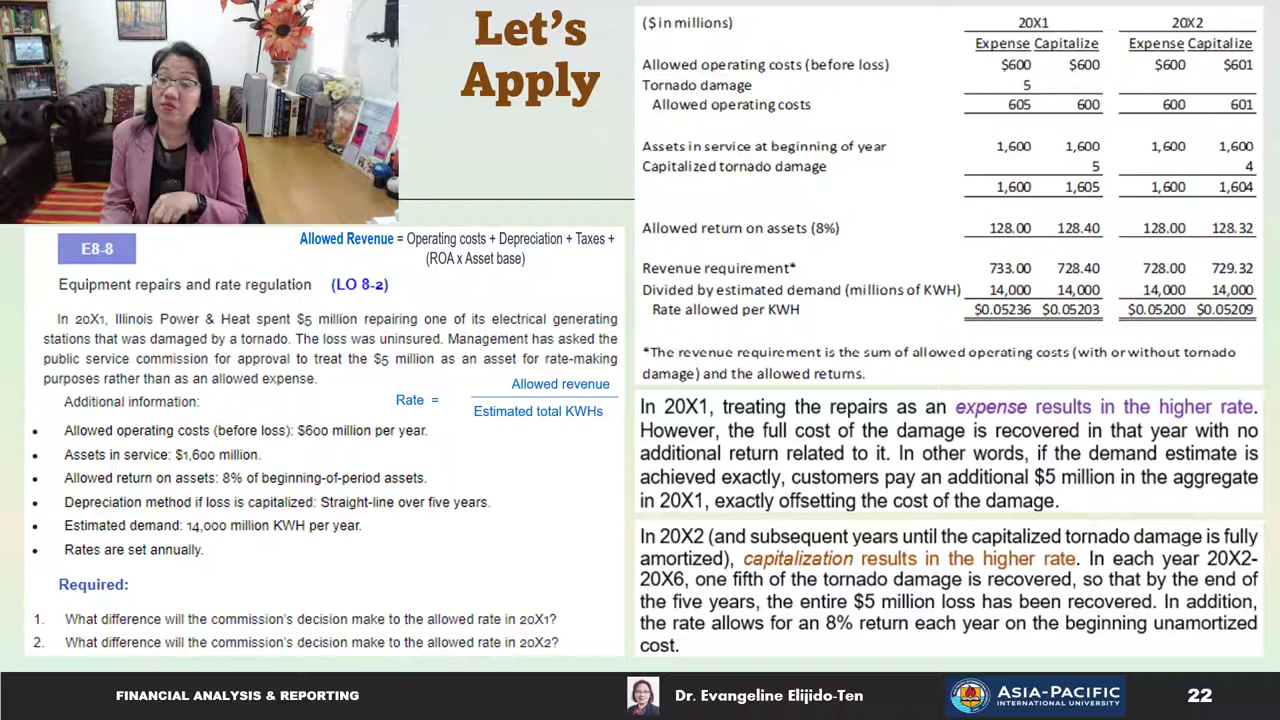 Let's
Apply
E8-8
Allowed Revenue = Operating costs + Depreciation + Taxes +
(ROA x Asset base)
Equipment repairs and rate regulation (LO 8-2)
In 20X1, Illinois Power & Heat spent $5 million repairing one of its electrical generating
stations that was damaged by a tornado. The loss was uninsured. Management has asked the
public service commission for approval to treat the $5 million as an asset for rate-making
purposes rather than as an allowed expense.
Rate = Allowed revenue
Estimated total KWHs
Additional information:
• Allowed operating costs (before loss): $600 million per year.
• Assets in service: $1,600 million.
• Allowed return on assets: 8% of beginning-of-period assets.
• Depreciation method if loss is capitalized: Straight-line over five years.
• Estimated demand: 14,000 million KWH per year.
• Rates are set annually.
Required:
1. What difference will the commission's decision make to the allowed rate in 20X1?
2. What difference will the commission's decision make to the allowed rate in 20X2?
($ in millions) 20X1 20X2
Expense Capitalize Expense Capitalize
Allowed operating costs (before loss) $600 $600 $600 $601
Tornado damage 5
Allowed operating costs 605 600 600 601
Assets in service at beginning of year 1,600 1,600 1,600 1,600
Capitalized tornado damage 5 4
1,600 1,605 1,600 1,604
Allowed return on assets (8%) 128.00 128.40 128.00 128.32
Revenue requirement* 733.00 728.40 728.00 729.32
Divided by estimated demand (millions of KWH) 14,000 14,000 14,000 14,000
Rate allowed per KWH $0.05236 $0.05203 $0.05200 $0.05209
*The revenue requirement is the sum of allowed operating costs (with or without tornado
damage) and the allowed returns.
In 20X1, treating the repairs as an expense results in the higher rate.
However, the full cost of the damage is recovered in that year with no
additional return related to it. In other words, if the demand estimate is
achieved exactly, customers pay an additional $5 million in the aggregate
in 20X1, exactly offsetting the cost of the damage.
In 20X2 (and subsequent years until the capitalized tornado damage is fully
amortized), capitalization results in the higher rate. In each year 20X2-
20X6, one fifth of the tornado damage is recovered, so that by the end of
the five years, the entire $5 million loss has been recovered. In addition,
the rate allows for an 8% return each year on the beginning unamortized
cost.
FINANCIAL ANALYSIS & REPORTING
Dr. Evangeline Elijido-Ten
ASIA-PACIFIC
INTERNATIONAL UNIVERSITY
22